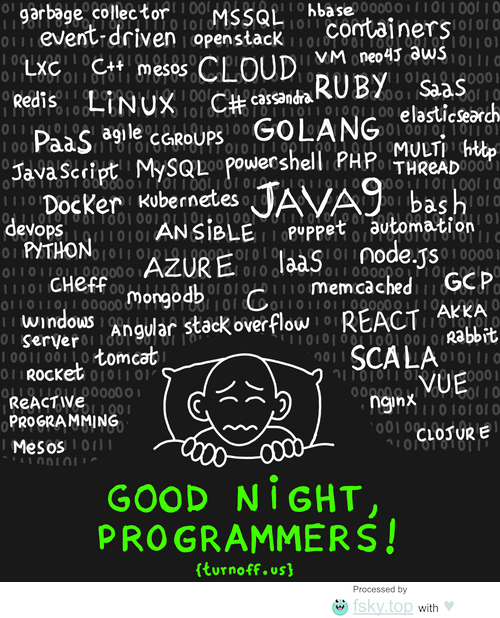 garbage collector MSSQL hbase
event-driven openstack containers
LXC C++ mesos CLOUD VM neo4J aws
Redis LiNUX C# cassandra RUBY SaaS
PaaS agile CGROUPS GOLANG elasticsearch
JavaScript MySQL powershell PHP MULTI THREAD http
Docker Kubernetes JAVA9 bash
devops ANSiBLE puppet automation
PYTHON AZURE IaaS node.js
CHeff mongodb C memcached GCP
windows server Angular stackoverflow REACT AKKA
Rabbit
tomcat SCALA
Rocket VUE
REACTIVE PROGRAMMING nginx
Mesos CLOJURE
GOOD NiGHT,
PROGRAMMERS!
{turnoff.us}
Processed by
fsky.top with